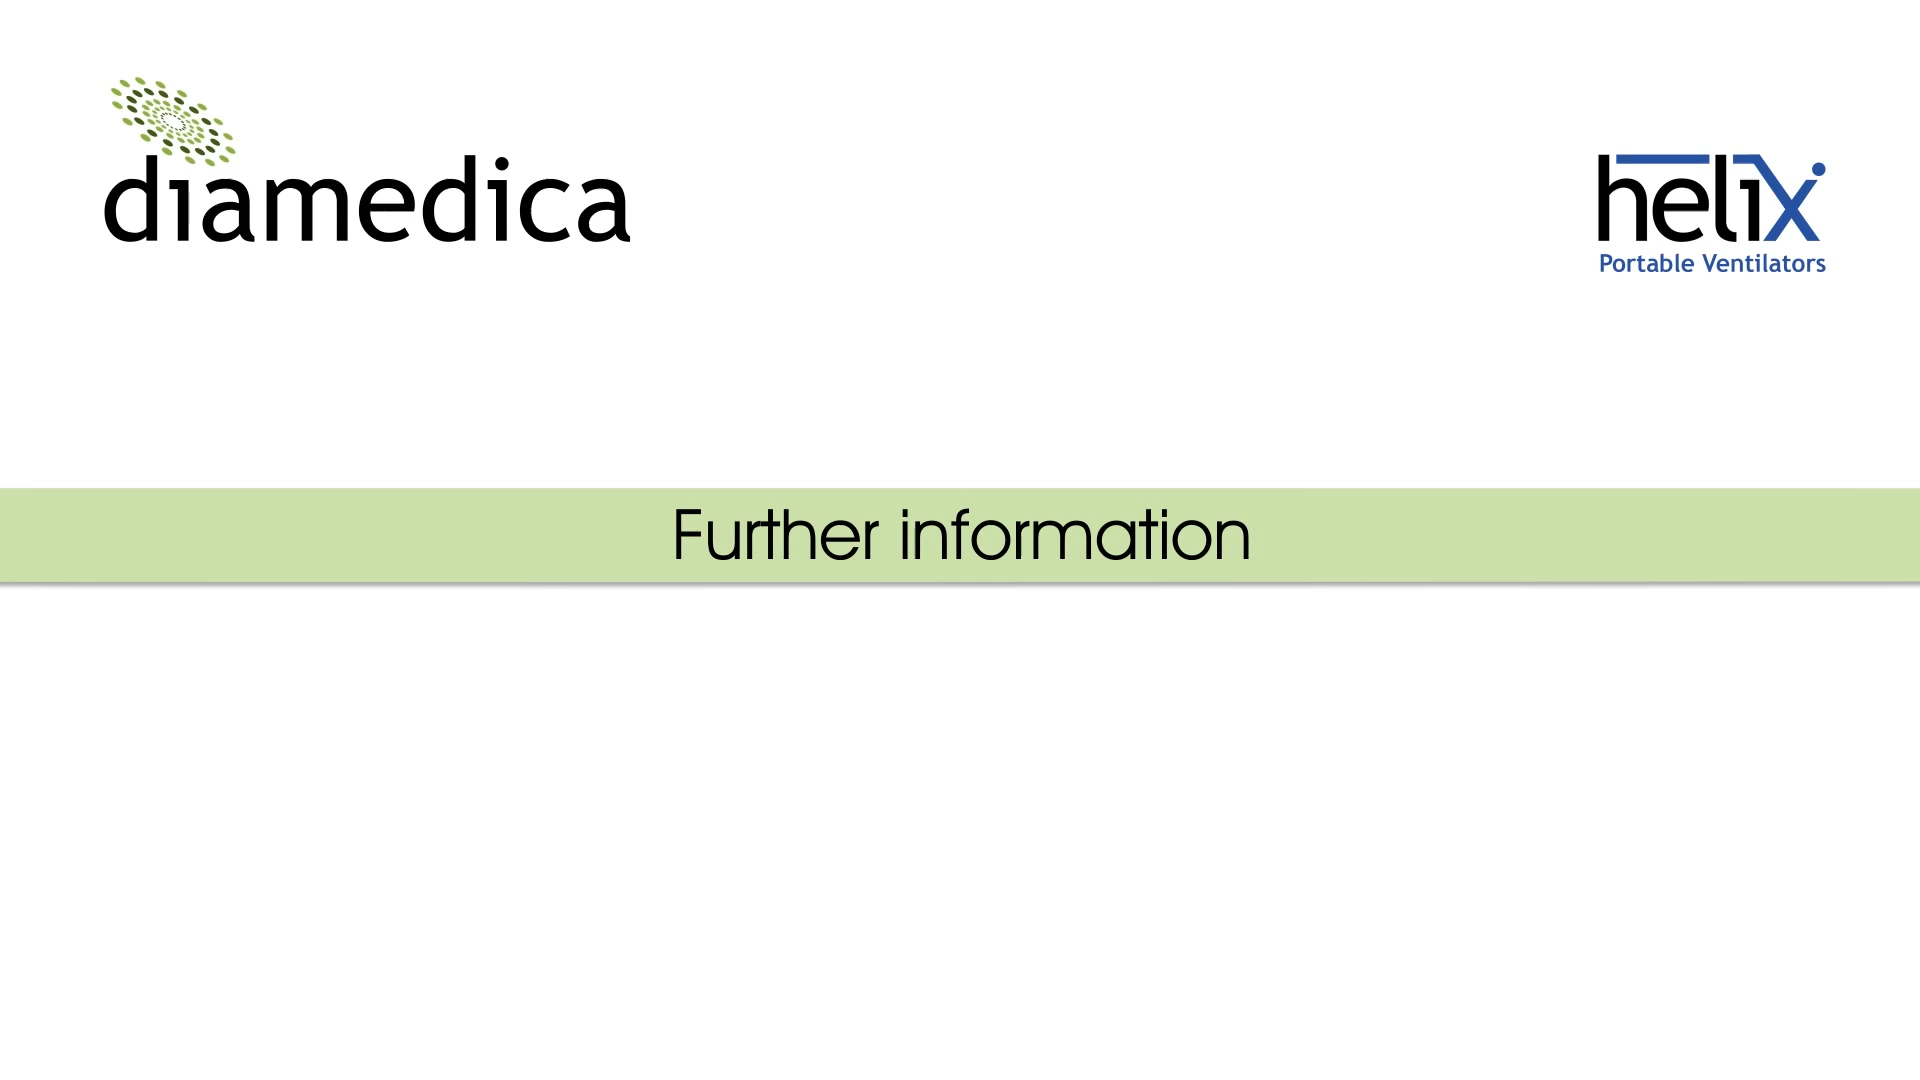 diamedica
helix
Portable Ventilators
Further information